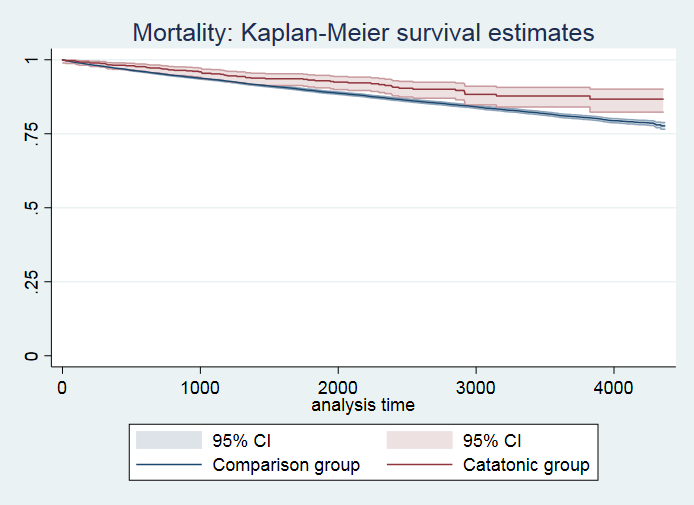 Mortality: Kaplan-Meier survival estimates
1
.75
.5
.25
0
0 1000 2000 3000 4000
analysis time
95% CI 95% CI
Comparison group Catatonic group